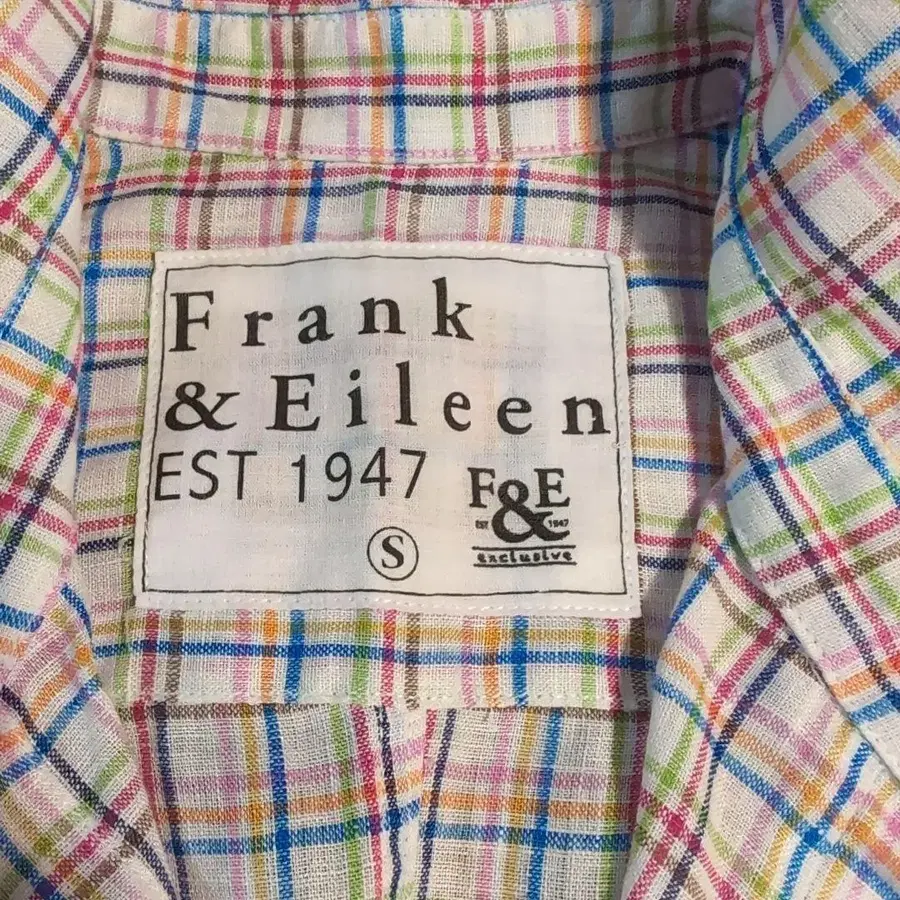 Frank
& Eileen
EST 1947
F&E
EST 1947
exclusive
S